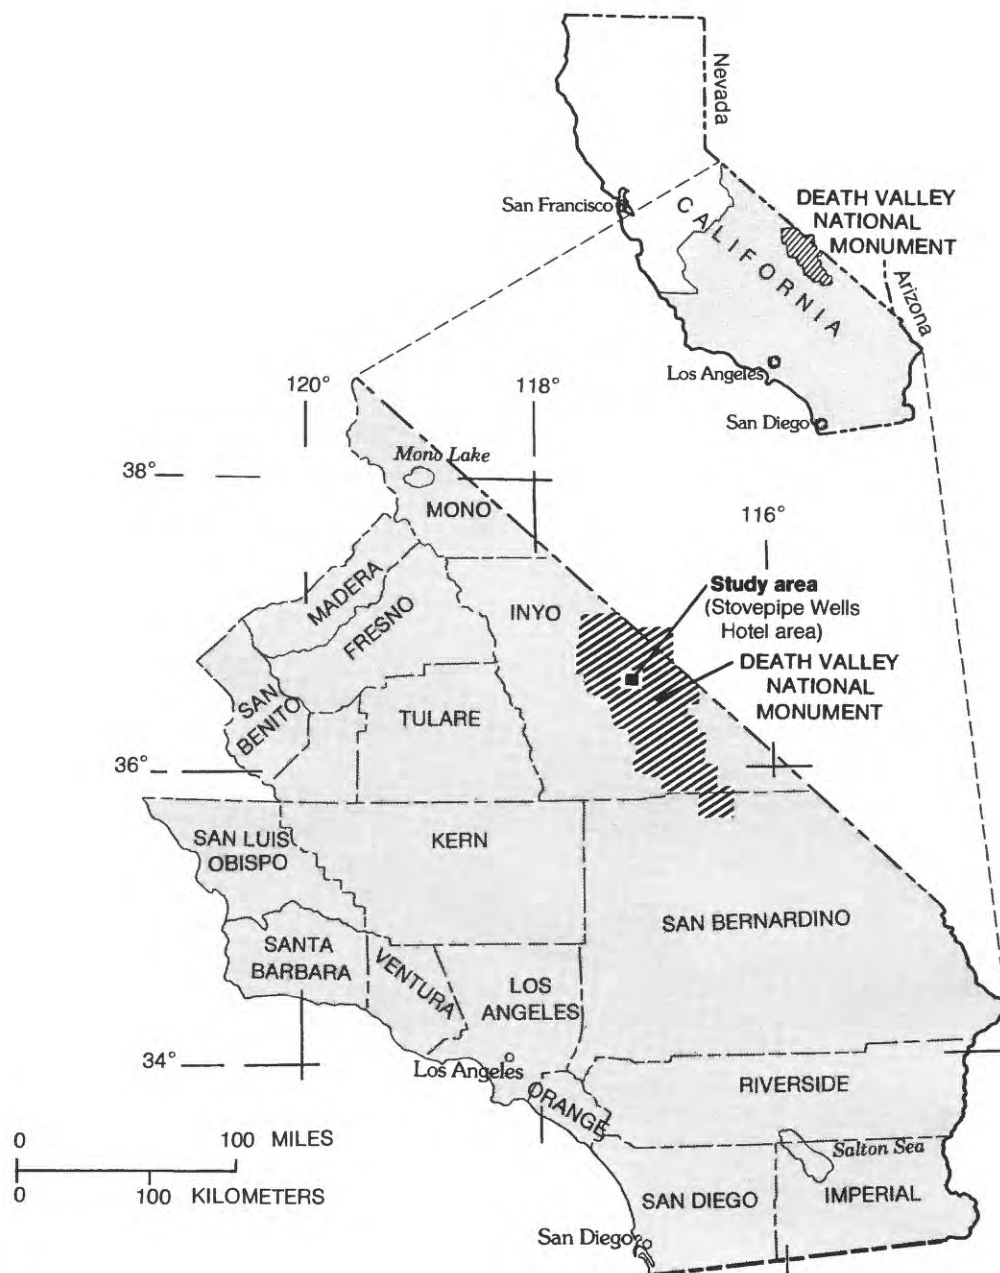 Nevada
San Francisco
CALIFORNIA
DEATH VALLEY
NATIONAL
MONUMENT
Arizona
Los Angeles
San Diego
120°
118°
38°
Mono Lake
MONO
116°
MADERA
FRESNO
INYO
Study area
(Stovepipe Wells
Hotel area)
DEATH VALLEY
NATIONAL
MONUMENT
SAN
BENITO
TULARE
36°
SAN LUIS
OBISPO
KERN
SAN BERNARDINO
SANTA
BARBARA
VENTURA
LOS
ANGELES
34°
Los Angeles
ORANGE
RIVERSIDE
0 100 MILES
0 100 KILOMETERS
Salton Sea
SAN DIEGO
IMPERIAL
San Diego